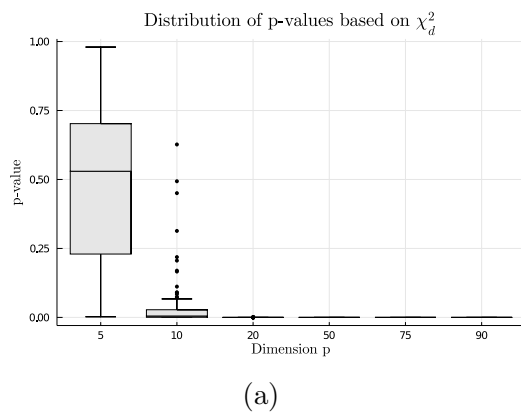 Distribution of p-values based on χ²_d
1.00
0.75
0.50
0.25
0.00
p-value
5 10 20 50 75 90
Dimension p
(a)